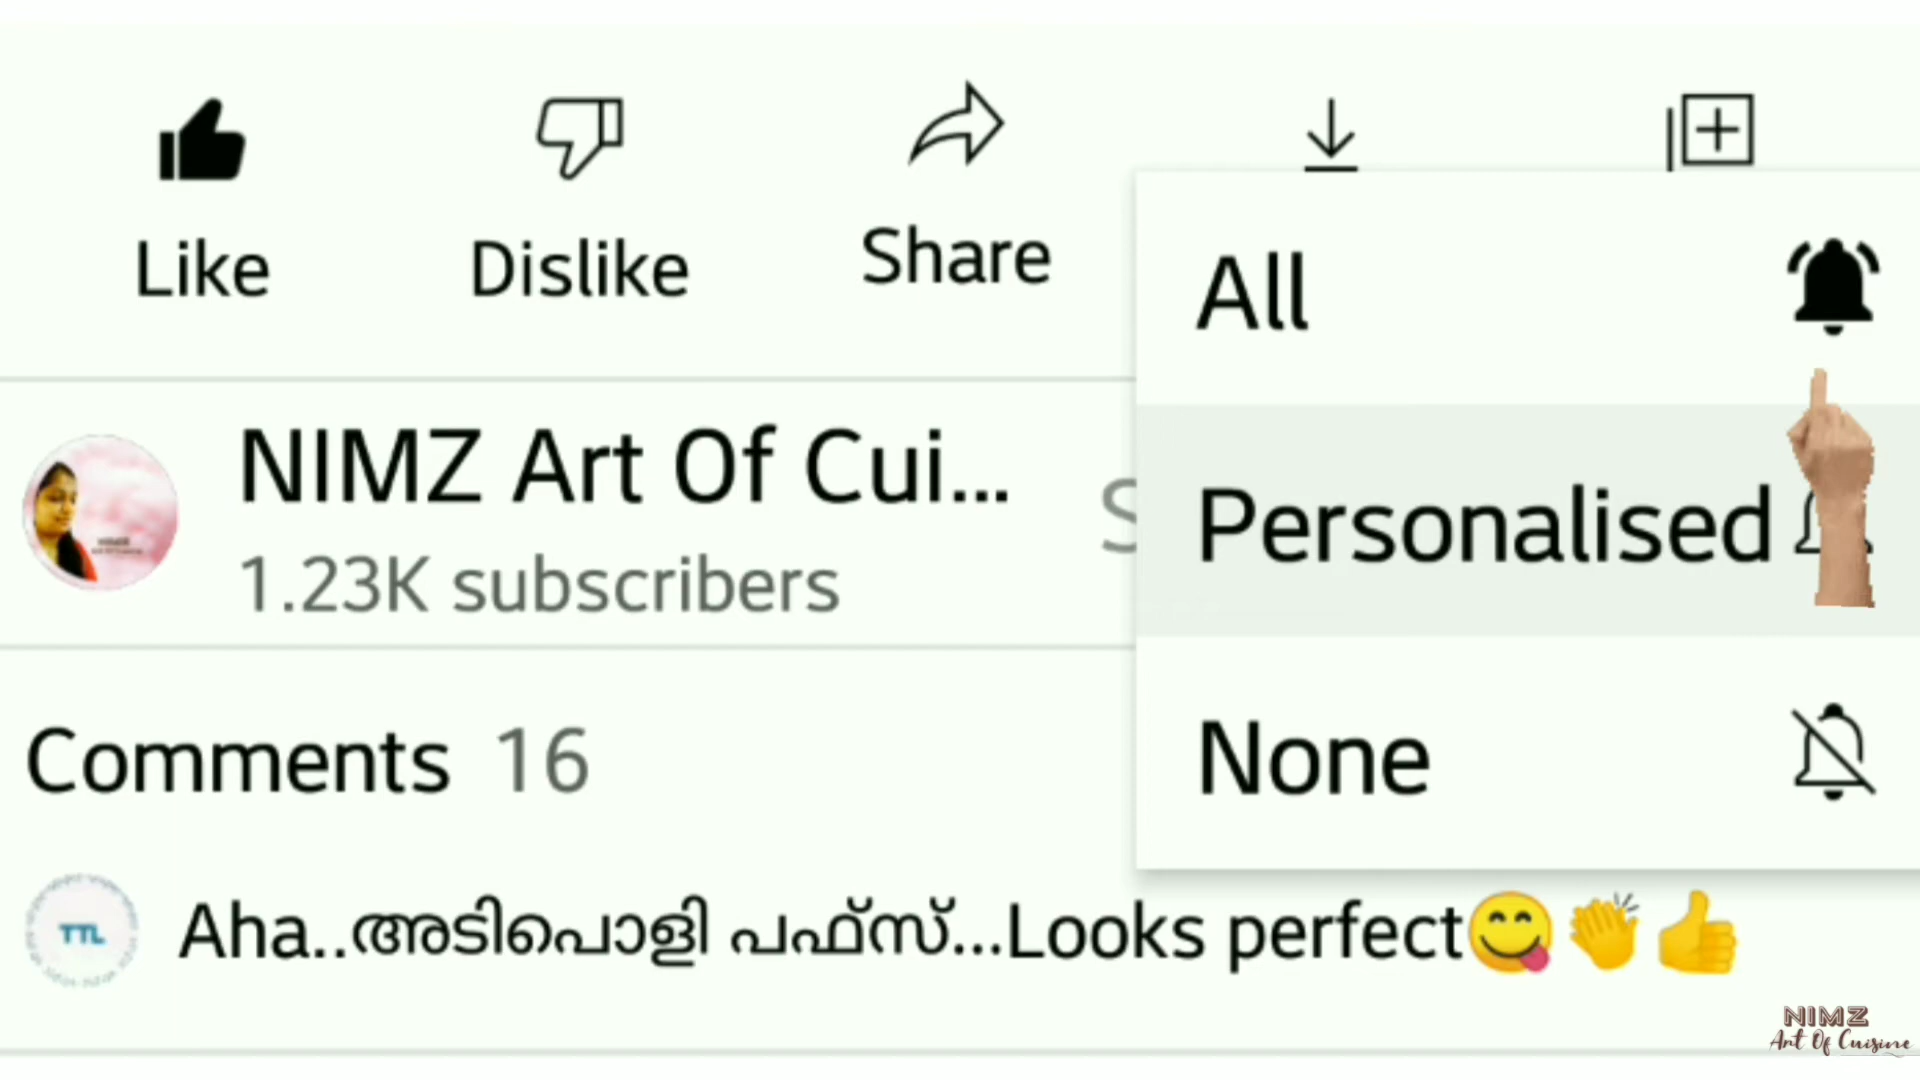 Like
Dislike
Share
All
NIMZ Art Of Cui...
1.23K subscribers
S
Personalised
Comments 16
None
TTL
Aha..അടിപൊളി പഫ്സ്...Looks perfect😋👏👍
NIMZ
Art Of Cuisine